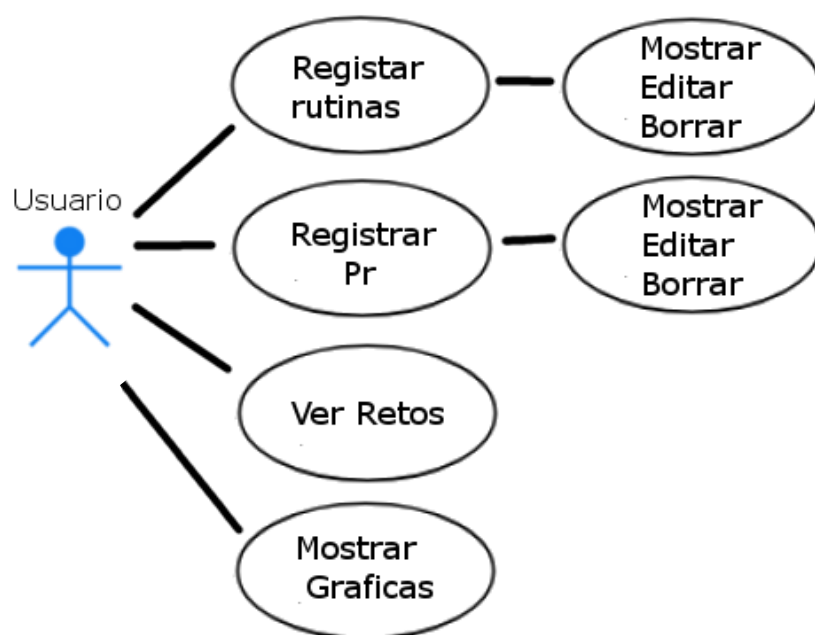 Usuario
Registar
rutinas
Mostrar
Editar
Borrar
Registrar
Pr
Mostrar
Editar
Borrar
Ver Retos
Mostrar
Graficas